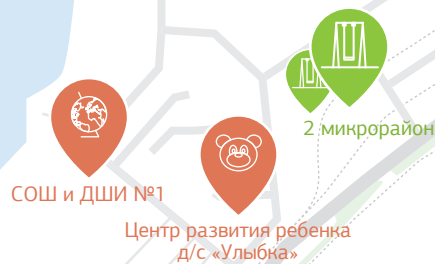 2 микрорайон
СОШ и ДШИ №1
Центр развития ребенка
д/с «Улыбка»